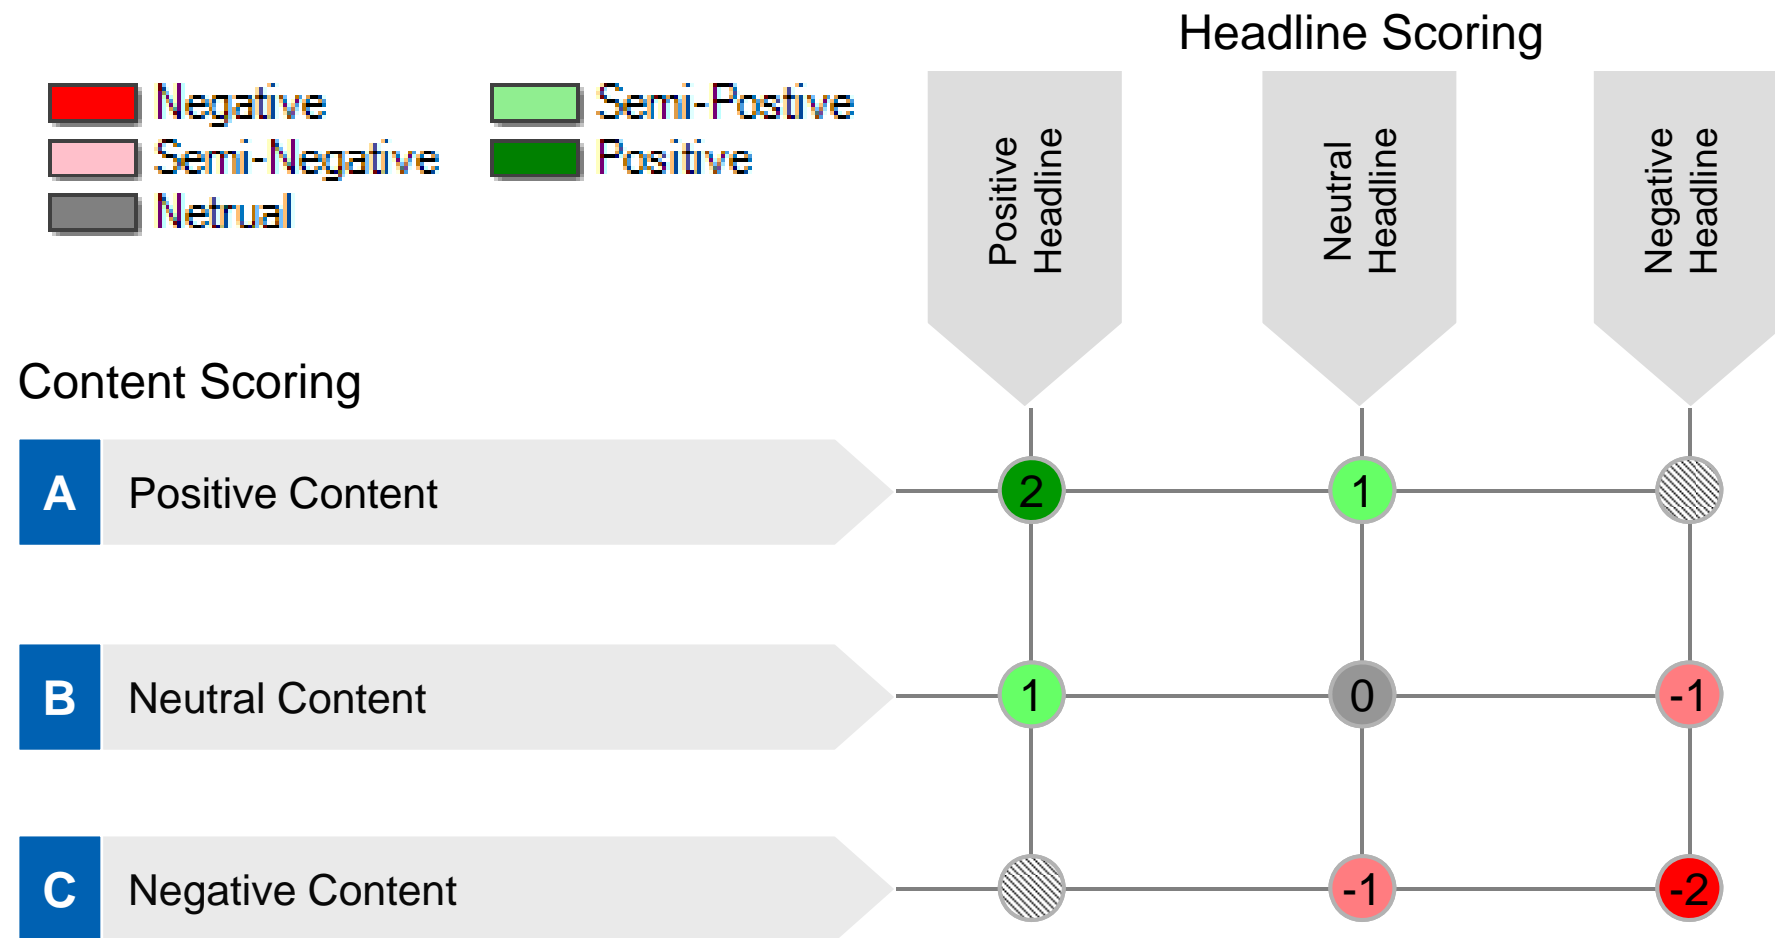 Headline Scoring
Negative
Semi-Postive
Semi-Negative
Positive
Netrual
Positive
Headline
Neutral
Headline
Negative
Headline
Content Scoring
A Positive Content 2 1
B Neutral Content 1 0 -1
C Negative Content -1 -2